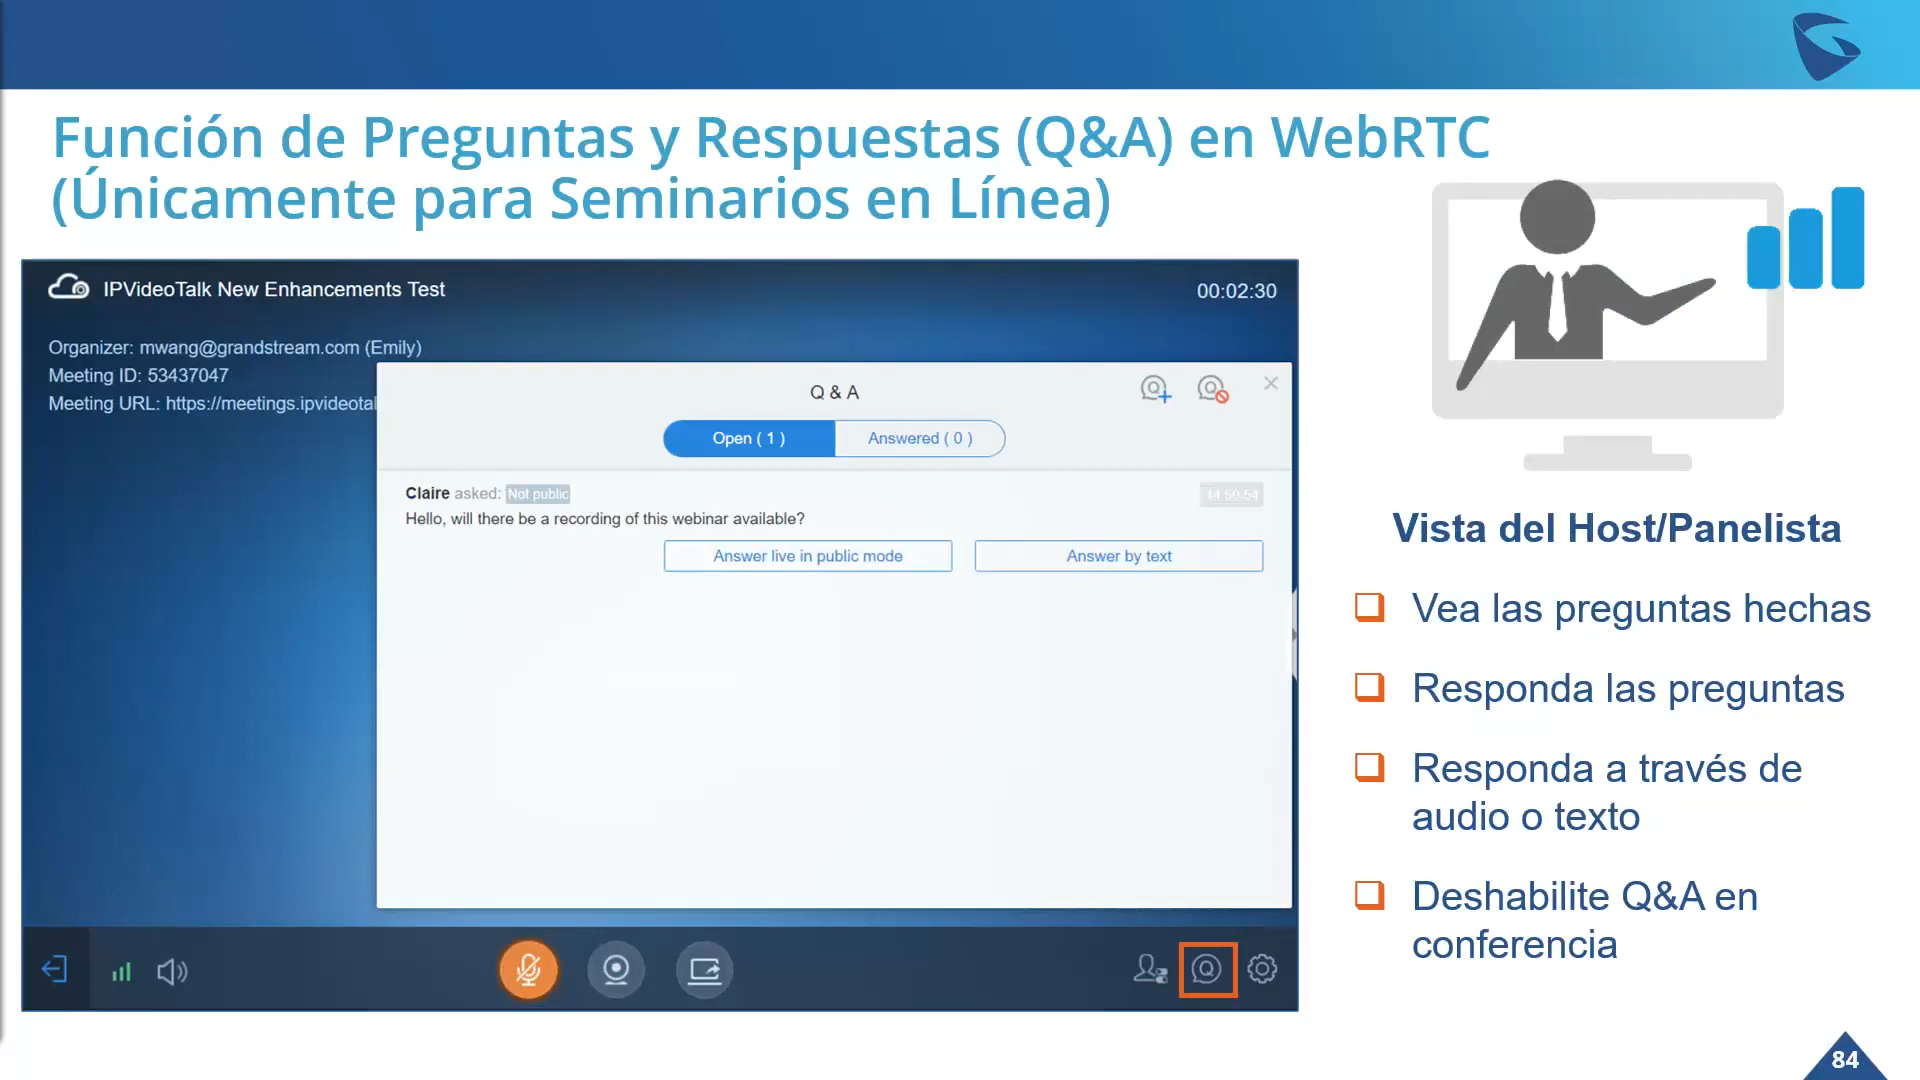 Función de Preguntas y Respuestas (Q&A) en WebRTC
(Únicamente para Seminarios en Línea)
IPVideoTalk New Enhancements Test
00:02:30
Organizer: mwang@grandstream.com (Emily)
Meeting ID: 53437047
Meeting URL: https://meetings.ipvideotal
Q & A
Open ( 1 )
Answered ( 0 )
Claire asked: Not public
14:50:54
Hello, will there be a recording of this webinar available?
Answer live in public mode
Answer by text
Vista del Host/Panelista
Vea las preguntas hechas
Responda las preguntas
Responda a través de
audio o texto
Deshabilite Q&A en
conferencia
84